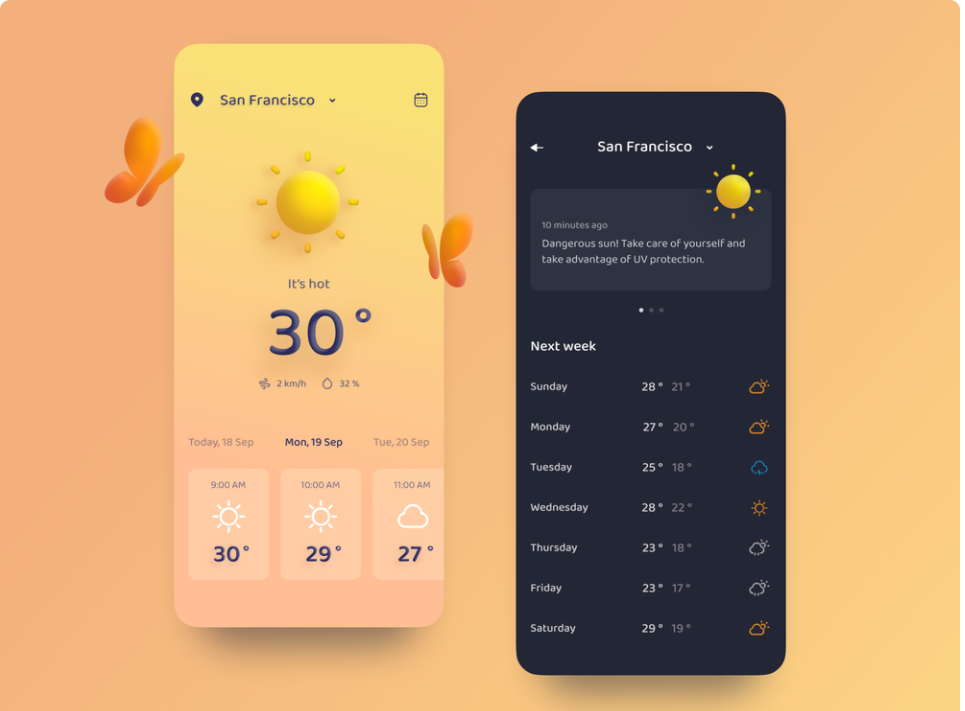 San Francisco
It's hot
30°
2 km/h 32 %
Today, 18 Sep Mon, 19 Sep Tue, 20 Sep
9:00 AM 10:00 AM 11:00 AM
30° 29° 27°
San Francisco
10 minutes ago
Dangerous sun! Take care of yourself and
take advantage of UV protection.
Next week
Sunday 28° 21°
Monday 27° 20°
Tuesday 25° 18°
Wednesday 28° 22°
Thursday 23° 18°
Friday 23° 17°
Saturday 29° 19°